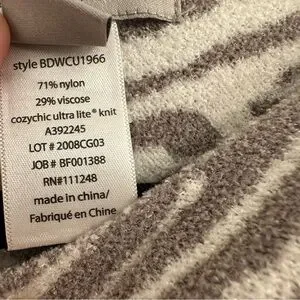 style BDWCU1966
71% nylon
29% viscose
cozychic ultra lite® knit
A392245
LOT # 2008CG03
JOB # BF001388
RN#111248
made in china/
Fabriqué en Chine